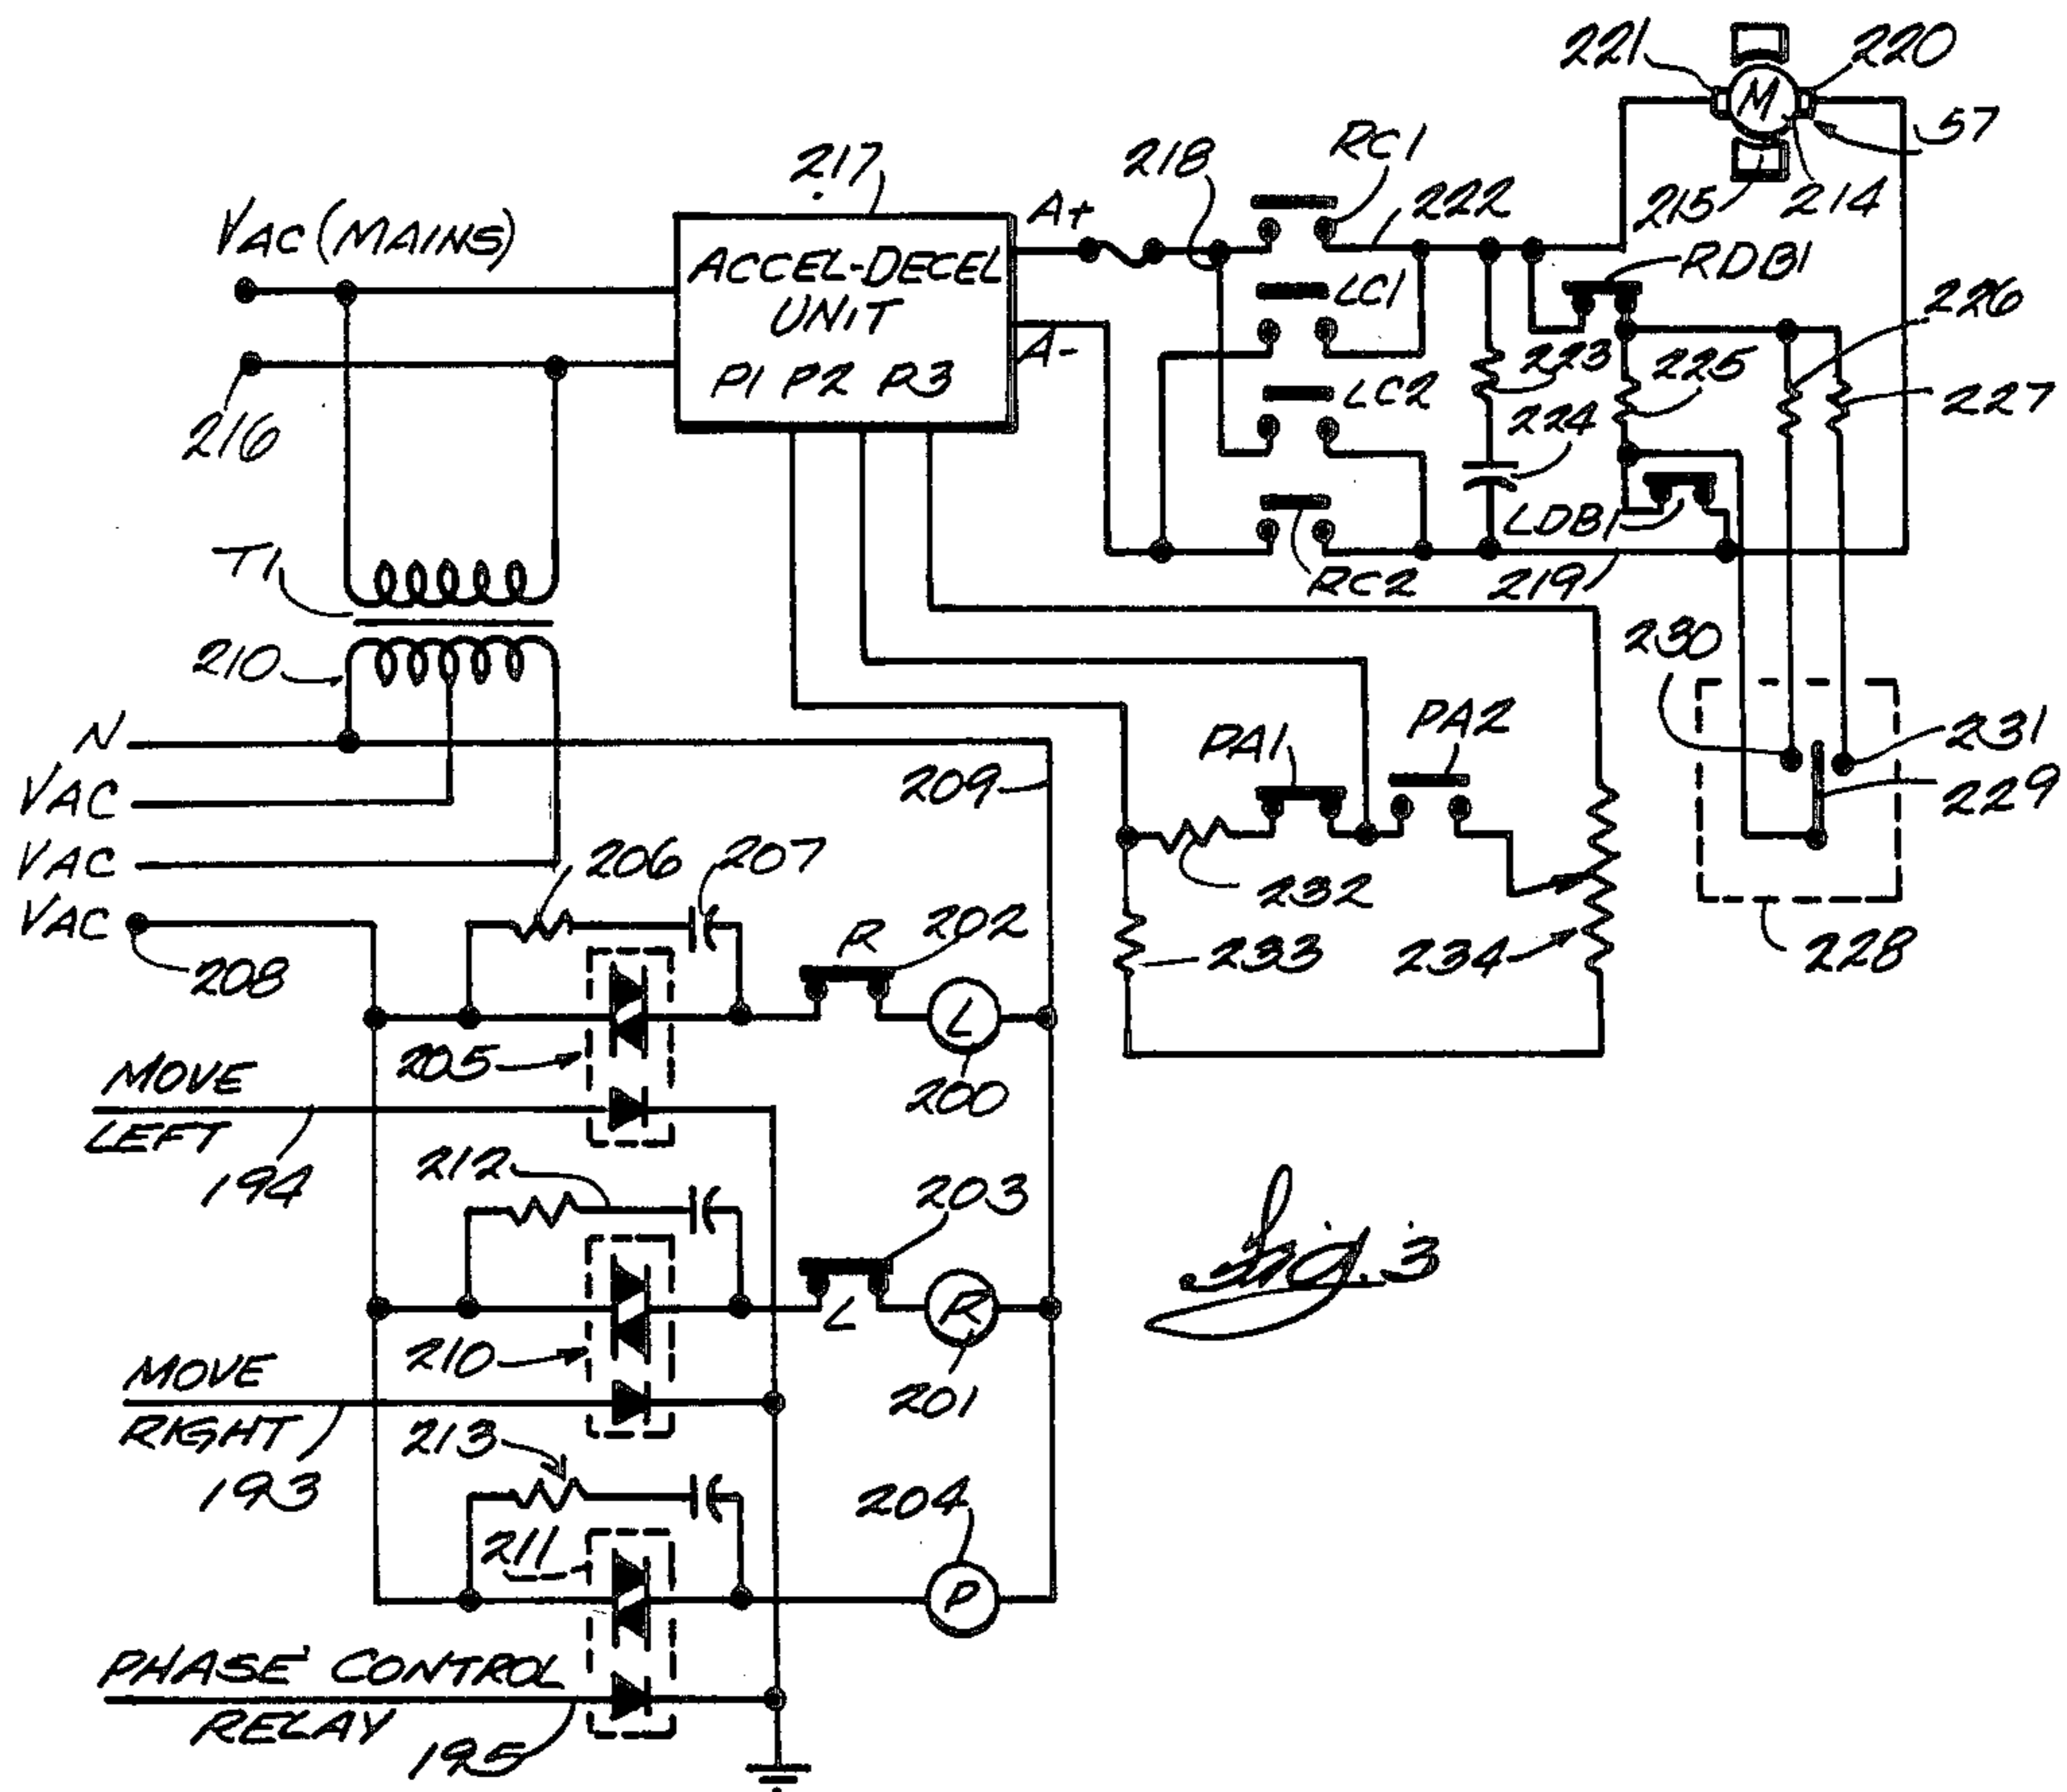 221
220
57
RC1
218
217
A+
222
215
214
VAC (MAINS)
RDB1
ACCEL-DECEL
UNIT
LC1
226
A-
P1 P2 P3
223
225
LC2
227
216
224
LDB1
T1
RC2
219
210
230
N
PA1
PA2
231
209
VAC
229
VAC
206
207
232
VAC
R
202
233
234
228
208
L
205
MOVE
LEFT
200
194
212
203
210
L
R
MOVE
RIGHT
201
213
193
204
211
P
PHASE CONTROL
RELAY
195
Fig. 3